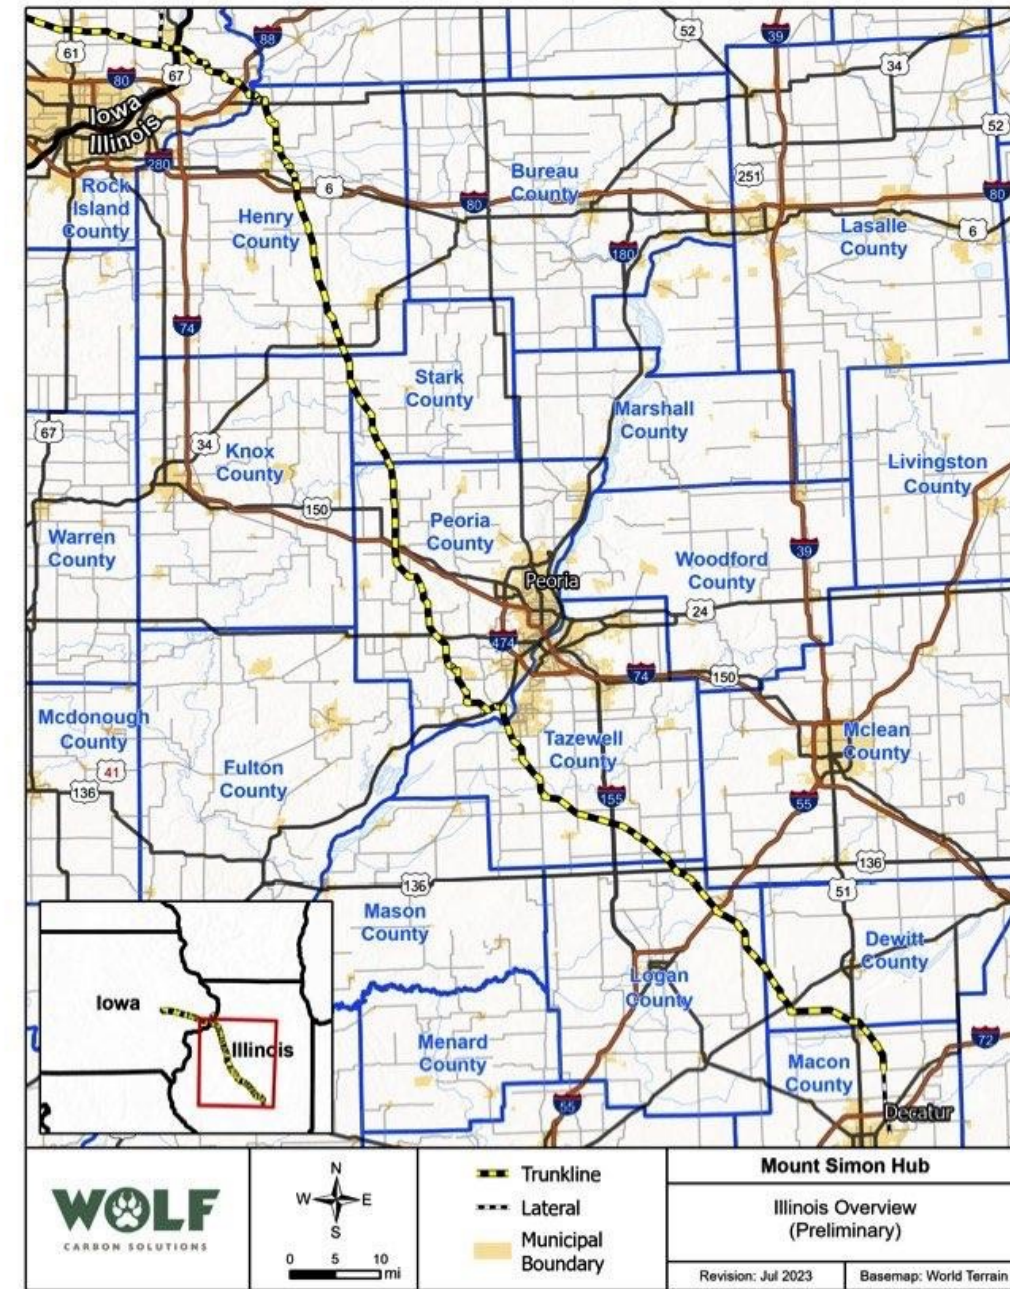 52
39
88
61
34
67
80
Iowa
Illinois
52
280
Rock
Island
County
6
Henry
County
80
Bureau
County
251
80
Lasalle
County
6
180
74
Stark
County
Marshall
County
67
34
Knox
County
Livingston
County
150
Peoria
County
Warren
County
Woodford
County
39
Peoria
24
474
74
150
Mcdonough
County
Tazewell
County
Mclean
County
41
136
Fulton
County
155
55
136
136
51
Mason
County
Dewitt
County
Logan
County
Iowa
Illinois
Menard
County
Macon
County
72
55
Decatur
WOLF
CARBON SOLUTIONS
N
W E
S
0 5 10
mi
Trunkline
Lateral
Municipal
Boundary
Mount Simon Hub
Illinois Overview
(Preliminary)
Revision: Jul 2023
Basemap: World Terrain